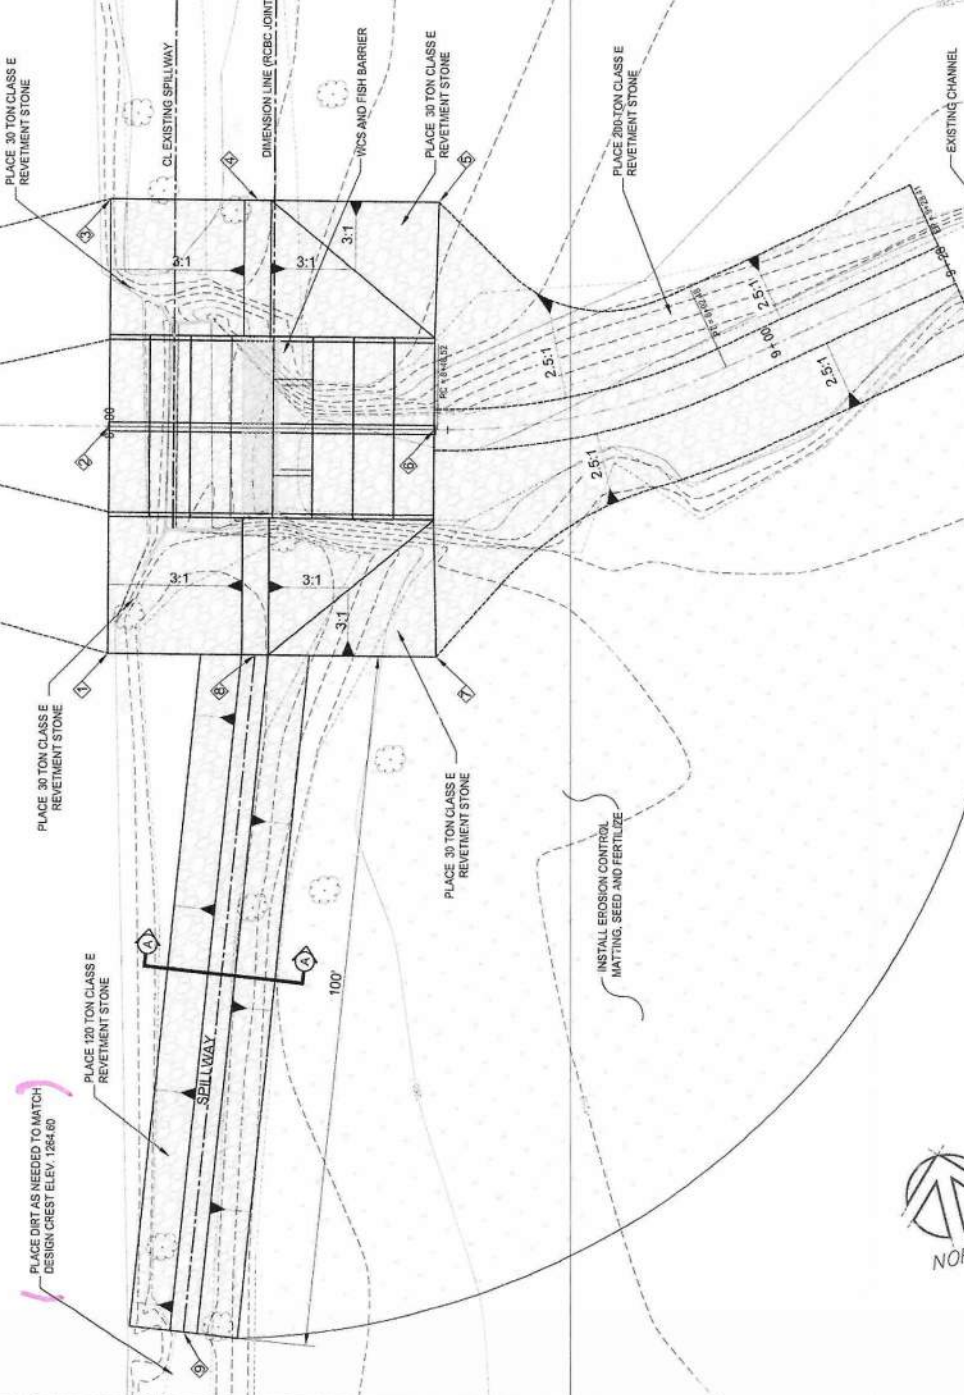 PLACE 30 TON CLASS E
REVETMENT STONE
CL EXISTING SPILLWAY
DIMENSION LINE (RCBC JOINT
WCS AND FISH BARRIER
PLACE 30 TON CLASS E
REVETMENT STONE
PLACE 200-TON CLASS E
REVETMENT STONE
EXISTING CHANNEL
3
4
5
3:1
3:1
3:1
2
6
2.5:1
2.5:1
9+00
2.5:1
2.5:1
9+28
3:1
3:1
3:1
1
8
7
PLACE 30 TON CLASS E
REVETMENT STONE
PLACE 30 TON CLASS E
REVETMENT STONE
INSTALL EROSION CONTROL
MATTING, SEED AND FERTILIZE
A
A
100'
SPILLWAY
PLACE 120 TON CLASS E
REVETMENT STONE
PLACE DIRT AS NEEDED TO MATCH
DESIGN CREST ELEV. 1264.60
9